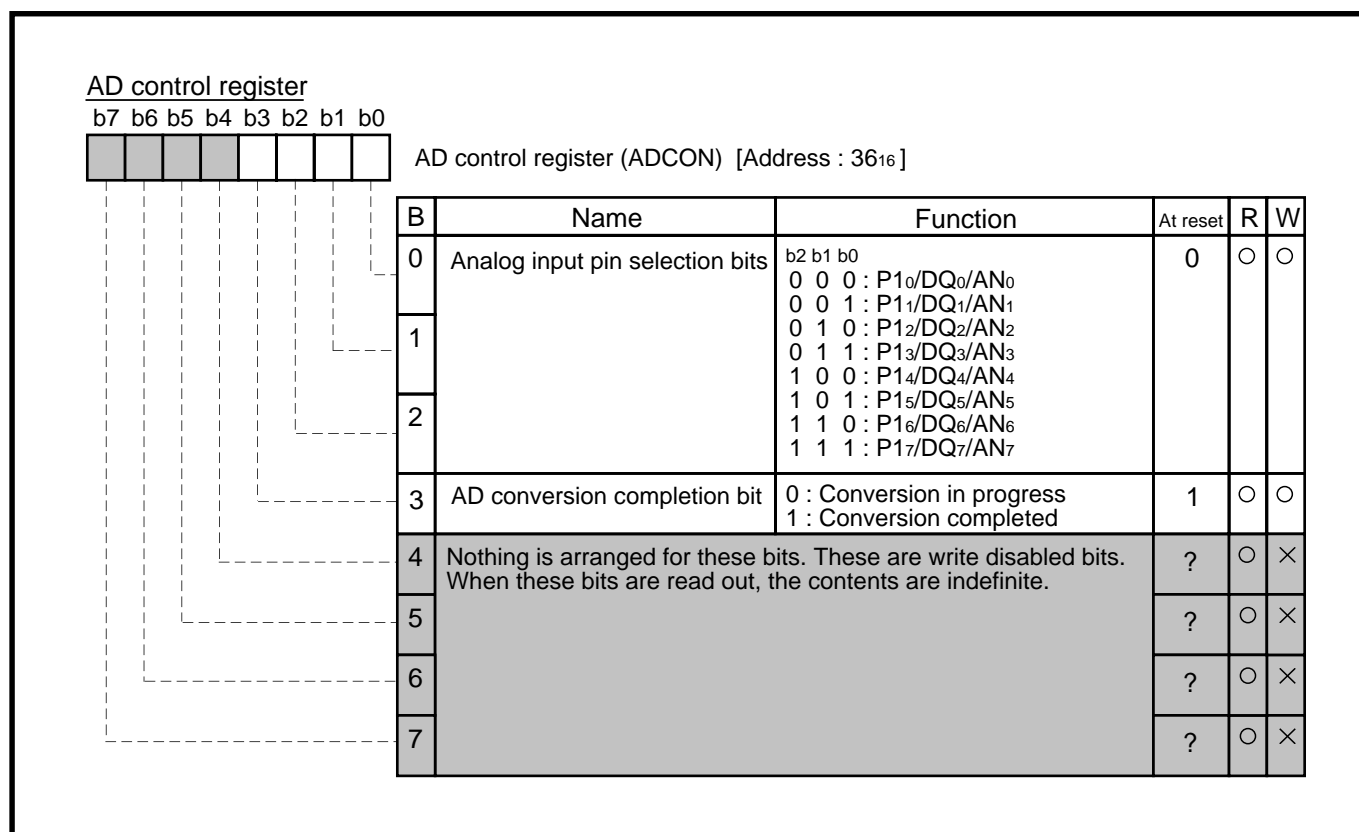 AD control register
b7 b6 b5 b4 b3 b2 b1 b0
AD control register (ADCON) [Address : 36₁₆ ]
B Name Function At reset R W
0 Analog input pin selection bits b2 b1 b0 0 ○ ○
0 0 0 : P1₀/DQ₀/AN₀
0 0 1 : P1₁/DQ₁/AN₁
1 0 1 0 : P1₂/DQ₂/AN₂
0 1 1 : P1₃/DQ₃/AN₃
1 0 0 : P1₄/DQ₄/AN₄
2 1 0 1 : P1₅/DQ₅/AN₅
1 1 0 : P1₆/DQ₆/AN₆
1 1 1 : P1₇/DQ₇/AN₇
3 AD conversion completion bit 0 : Conversion in progress 1 ○ ○
1 : Conversion completed
4 Nothing is arranged for these bits. These are write disabled bits. ? ○ ×
When these bits are read out, the contents are indefinite.
5 ? ○ ×
6 ? ○ ×
7 ? ○ ×